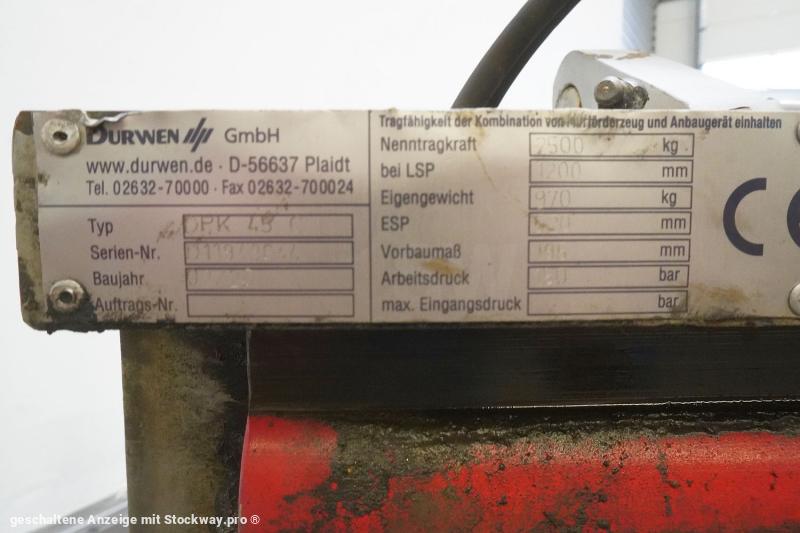 DURWEN GmbH
www.durwen.de · D-56637 Plaidt
Tel. 02632-70000 · Fax 02632-700024
Typ
Serien-Nr.
Baujahr
Auftrags-Nr.
Tragfähigkeit der Kombination von Flurförderzeug und Anbaugerät einhalten
Nenntragkraft 2500 kg
bei LSP 1200 mm
Eigengewicht 970 kg
ESP mm
Vorbaumaß mm
Arbeitsdruck bar
max. Eingangsdruck bar
CE
geschaltene Anzeige mit Stockway.pro ®